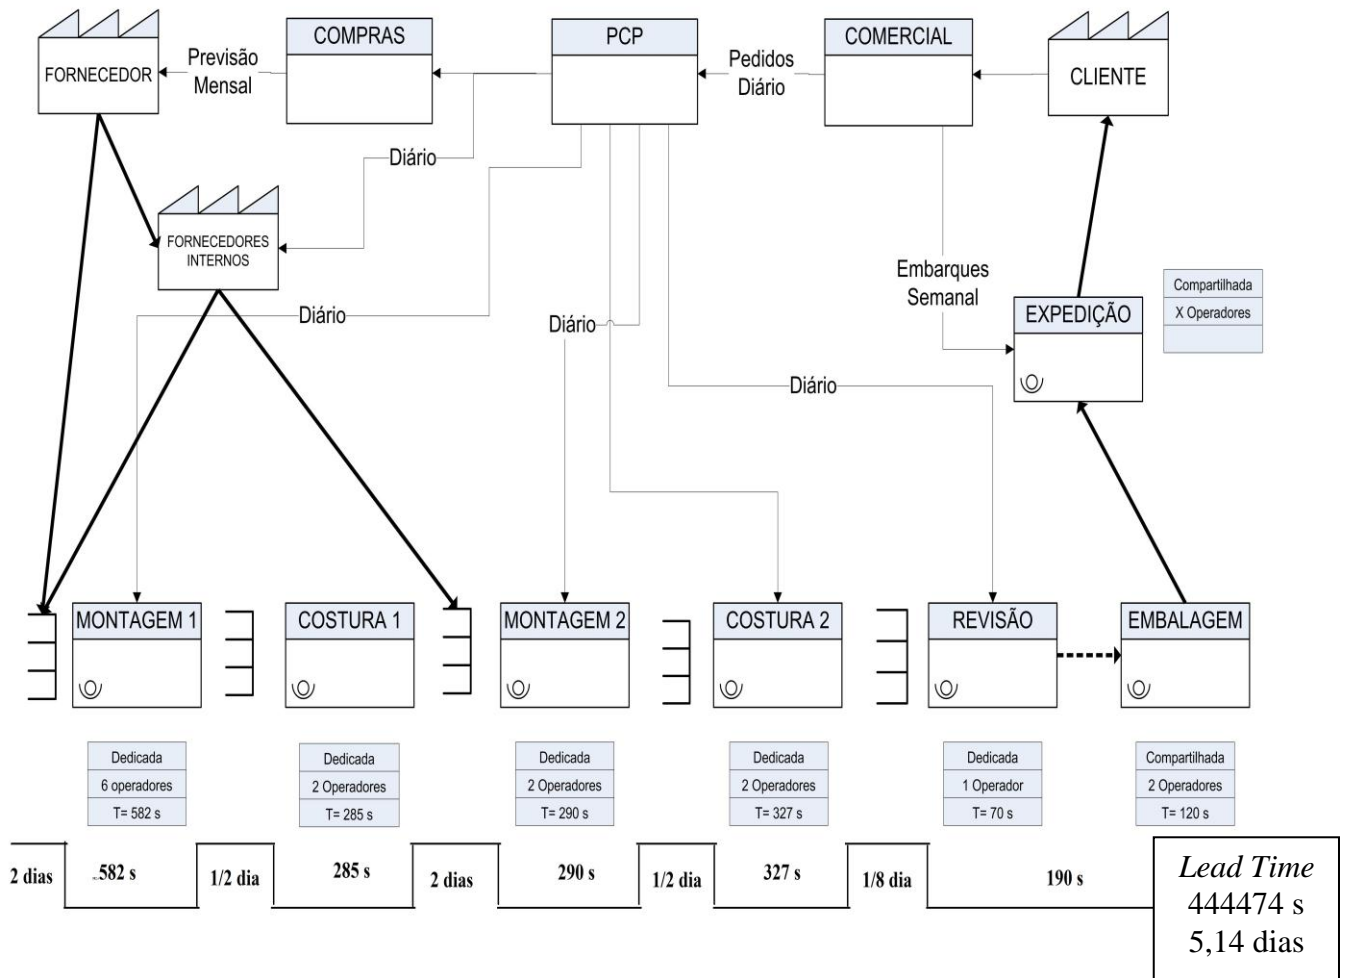 FORNECEDOR
Previsão
Mensal
COMPRAS
PCP
Pedidos
Diário
COMERCIAL
CLIENTE
Diário
FORNECEDORES
INTERNOS
Embarques
Semanal
Compartilhada
X Operadores
EXPEDIÇÃO
Diário
Diário
Diário
MONTAGEM 1
COSTURA 1
MONTAGEM 2
COSTURA 2
REVISÃO
EMBALAGEM
Dedicada
6 operadores
T= 582 s
Dedicada
2 Operadores
T= 285 s
Dedicada
2 Operadores
T= 290 s
Dedicada
2 Operadores
T= 327 s
Dedicada
1 Operador
T= 70 s
Compartilhada
2 Operadores
T= 120 s
2 dias
582 s
1/2 dia
285 s
2 dias
290 s
1/2 dia
327 s
1/8 dia
190 s
Lead Time
444474 s
5,14 dias